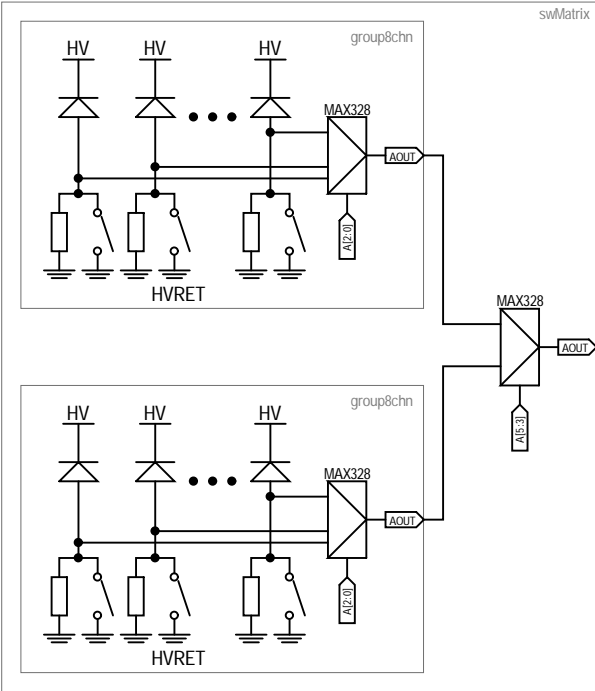 swMatrix
group8chn
HV HV HV
MAX328
AOUT
A[2:0]
HVRET
MAX328
AOUT
A[5:3]
group8chn
HV HV HV
MAX328
AOUT
A[2:0]
HVRET